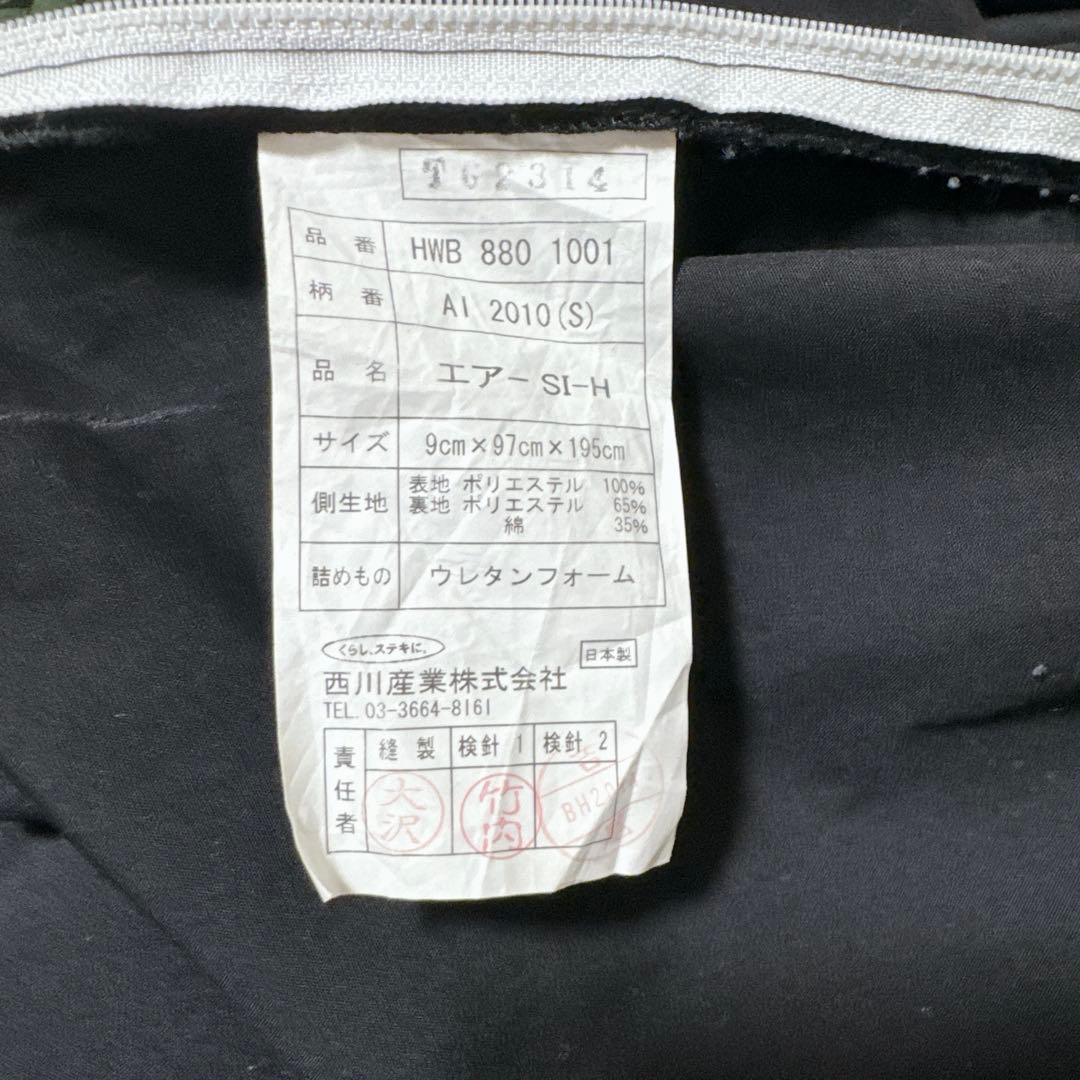 TG2314
品番 HWB 880 1001
柄番 AI 2010(S)
品名 エアー SI-H
サイズ 9cm×97cm×195cm
側生地 表地 ポリエステル 100%
裏地 ポリエステル 65%
綿 35%
詰めもの ウレタンフォーム
くらし、ステキに。
日本製
西川産業株式会社
TEL. 03-3664-8161
責任者 縫製 検針1 検針2
大沢 竹内